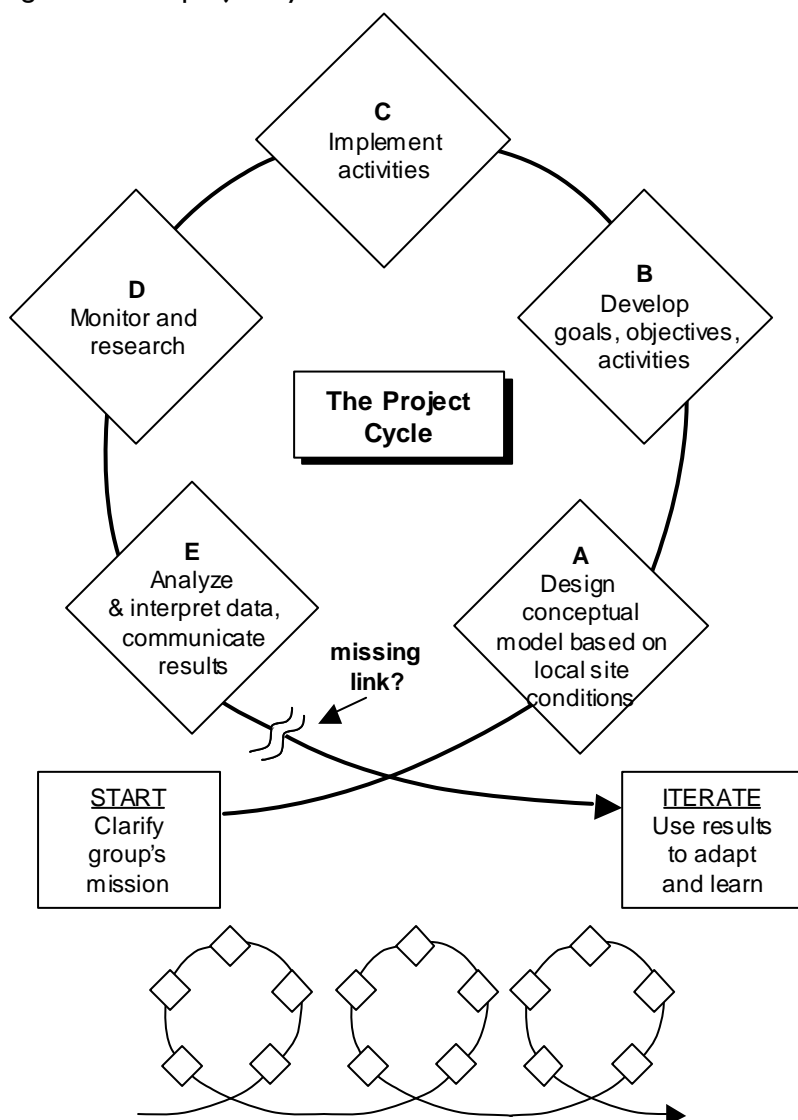 C
Implement
activities
B
Develop
goals, objectives,
activities
D
Monitor and
research
The Project
Cycle
E
Analyze
& interpret data,
communicate
results
A
Design
conceptual
model based on
local site
conditions
missing
link?
START
Clarify
group's
mission
ITERATE
Use results
to adapt
and learn